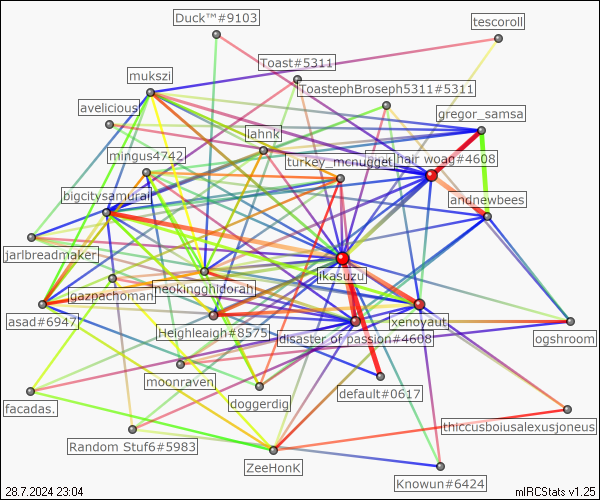 Duck™#9103
tescoroll
Toast#5311
mukszi
ToastephBroseph5311#5311
avelicious
gregor_samsa
lahnk
mingus4742
turkey_mcnugget
hair woag#4608
bigcitysamurai
andnewbees
jarlbreadmaker
ikasuzu
neokingghidorah
gazpachoman
asad#6947
xenoyaut
Heighleaigh#8575
disaster of passion#4608
ogshroom
moonraven
default#0617
doggerdig
facadas.
thiccusboiusalexusjoneus
Random Stuf6#5983
ZeeHonK
Knowun#6424
28.7.2024 23:04
mIRCStats v1.25